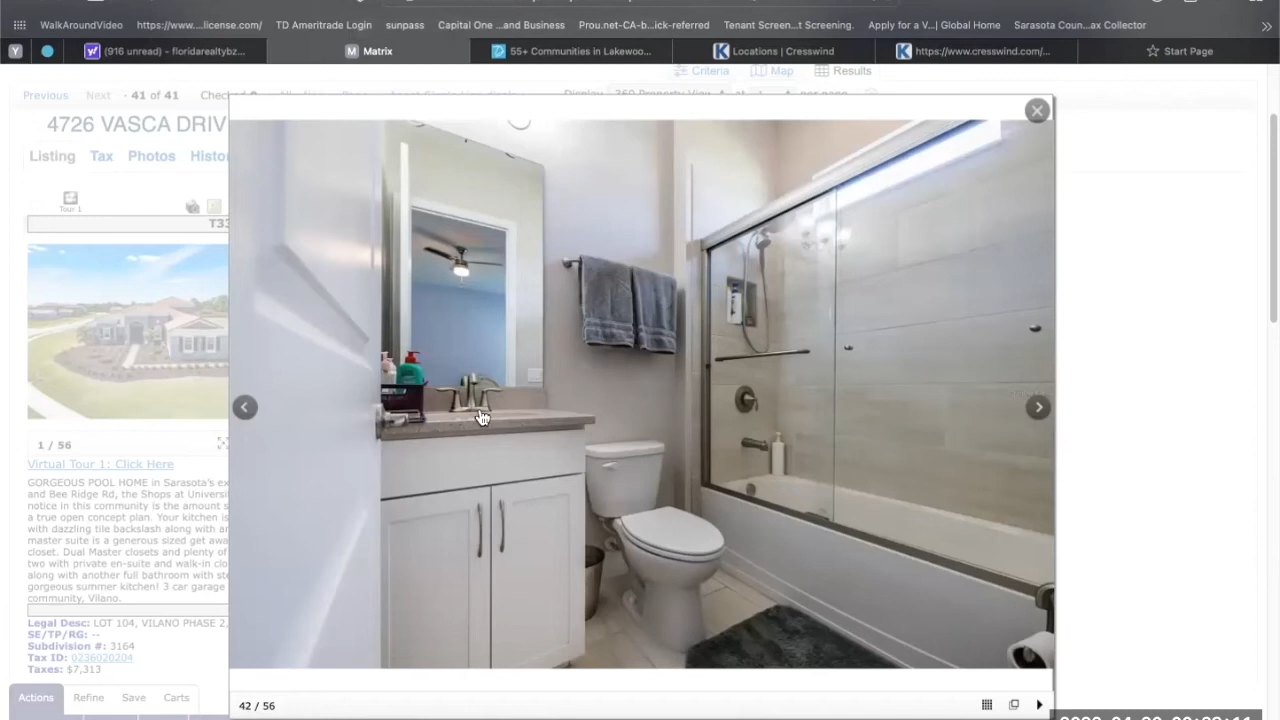 WalkAroundVideo https://www....license.com/ TD Ameritrade Login sunpass Capital One ...and Business Prou.net-CA-b...ick-referred Tenant Screen...t Screening. Apply for a V...| Global Home Sarasota Coun...ax Collector
Y (916 unread) - floridarealtybz... M Matrix 55+ Communities in Lakewoo... K Locations | Cresswind K https://www.cresswind.com/... Start Page
Criteria Map Results
Previous Next · 41 of 41
4726 VASCA DRIV
Listing Tax Photos Histo
Tour 1
T33
1 / 56
Virtual Tour 1: Click Here
GORGEOUS POOL HOME in Sarasota's ex
and Bee Ridge Rd, the Shops at Universi
notice in this community is the amount s
a true open concept plan. Your kitchen is
with dazzling tile backslash along with an
master suite is a generous sized get awa
closet. Dual Master closets and plenty of
two with private en-suite and walk-in clo
along with another full bathroom with ste
gorgeous summer kitchen! 3 car garage
community, Vilano.
Legal Desc: LOT 104, VILANO PHASE 2,
SE/TP/RG: --
Subdivision #: 3164
Tax ID: 0236020204
Taxes: $7,313
Actions Refine Save Carts
42 / 56